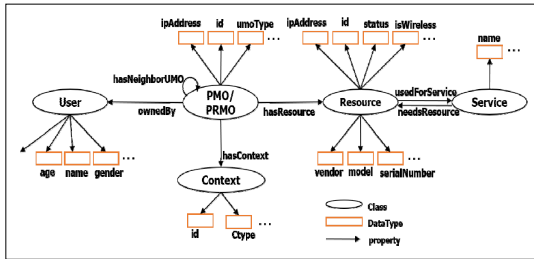 ipAddress id umoType ...
ipAddress id status isWireless ...
name ...
hasNeighborUMO
User
PMO/
PRMO
Resource
Service
ownedBy
hasResource
usedForService
needsResource
hasContext
age name gender ...
Context
vendor model serialNumber ...
id Ctype ...
Class
DataType
property